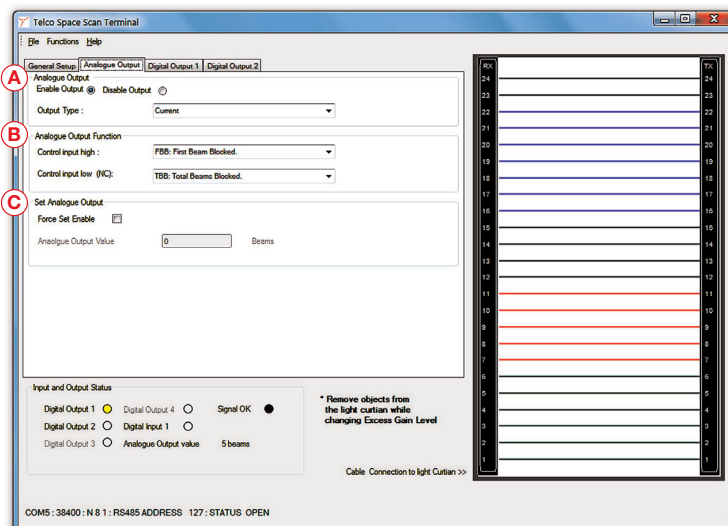 Telco Space Scan Terminal
File Functions Help
General Setup Analogue Output Digital Output 1 Digital Output 2
A
Analogue Output
Enable Output Disable Output
Output Type : Current
B
Analogue Output Function
Control input high : FBB: First Beam Blocked.
Control input low (NC): TBB: Total Beams Blocked.
C
Set Analogue Output
Force Set Enable
Anaolgue Output Value 0 Beams
Input and Output Status
Digital Output 1 Digital Output 4 Signal OK
Digital Output 2 Digital Input 1
Digital Output 3 Analogue Output value 5 beams
* Remove objects from
the light curtian while
changing Excess Gain Level
Cable Connection to light Curtian >>
COM5 : 38400 : N 8 1 : RS485 ADDRESS 127 : STATUS OPEN
RX TX
24 24
23 23
22 22
21 21
20 20
19 19
18 18
17 17
16 16
15 15
14 14
13 13
12 12
11 11
10 10
9 9
8 8
7 7
6 6
5 5
4 4
3 3
2 2
1 1